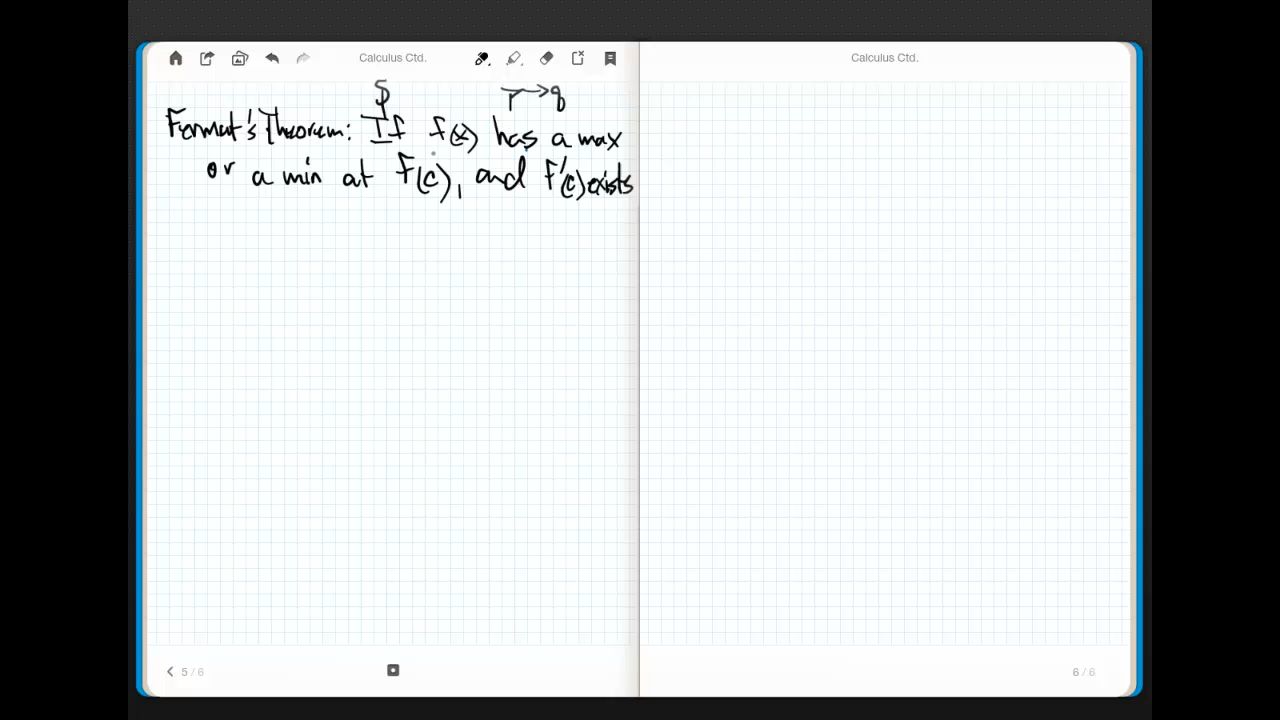 Calculus Ctd.
Calculus Ctd.
r→q
Fermat's Theorem: If f(x) has a max
or a min at f(c), and f'(c) exists
5 / 6
6 / 6